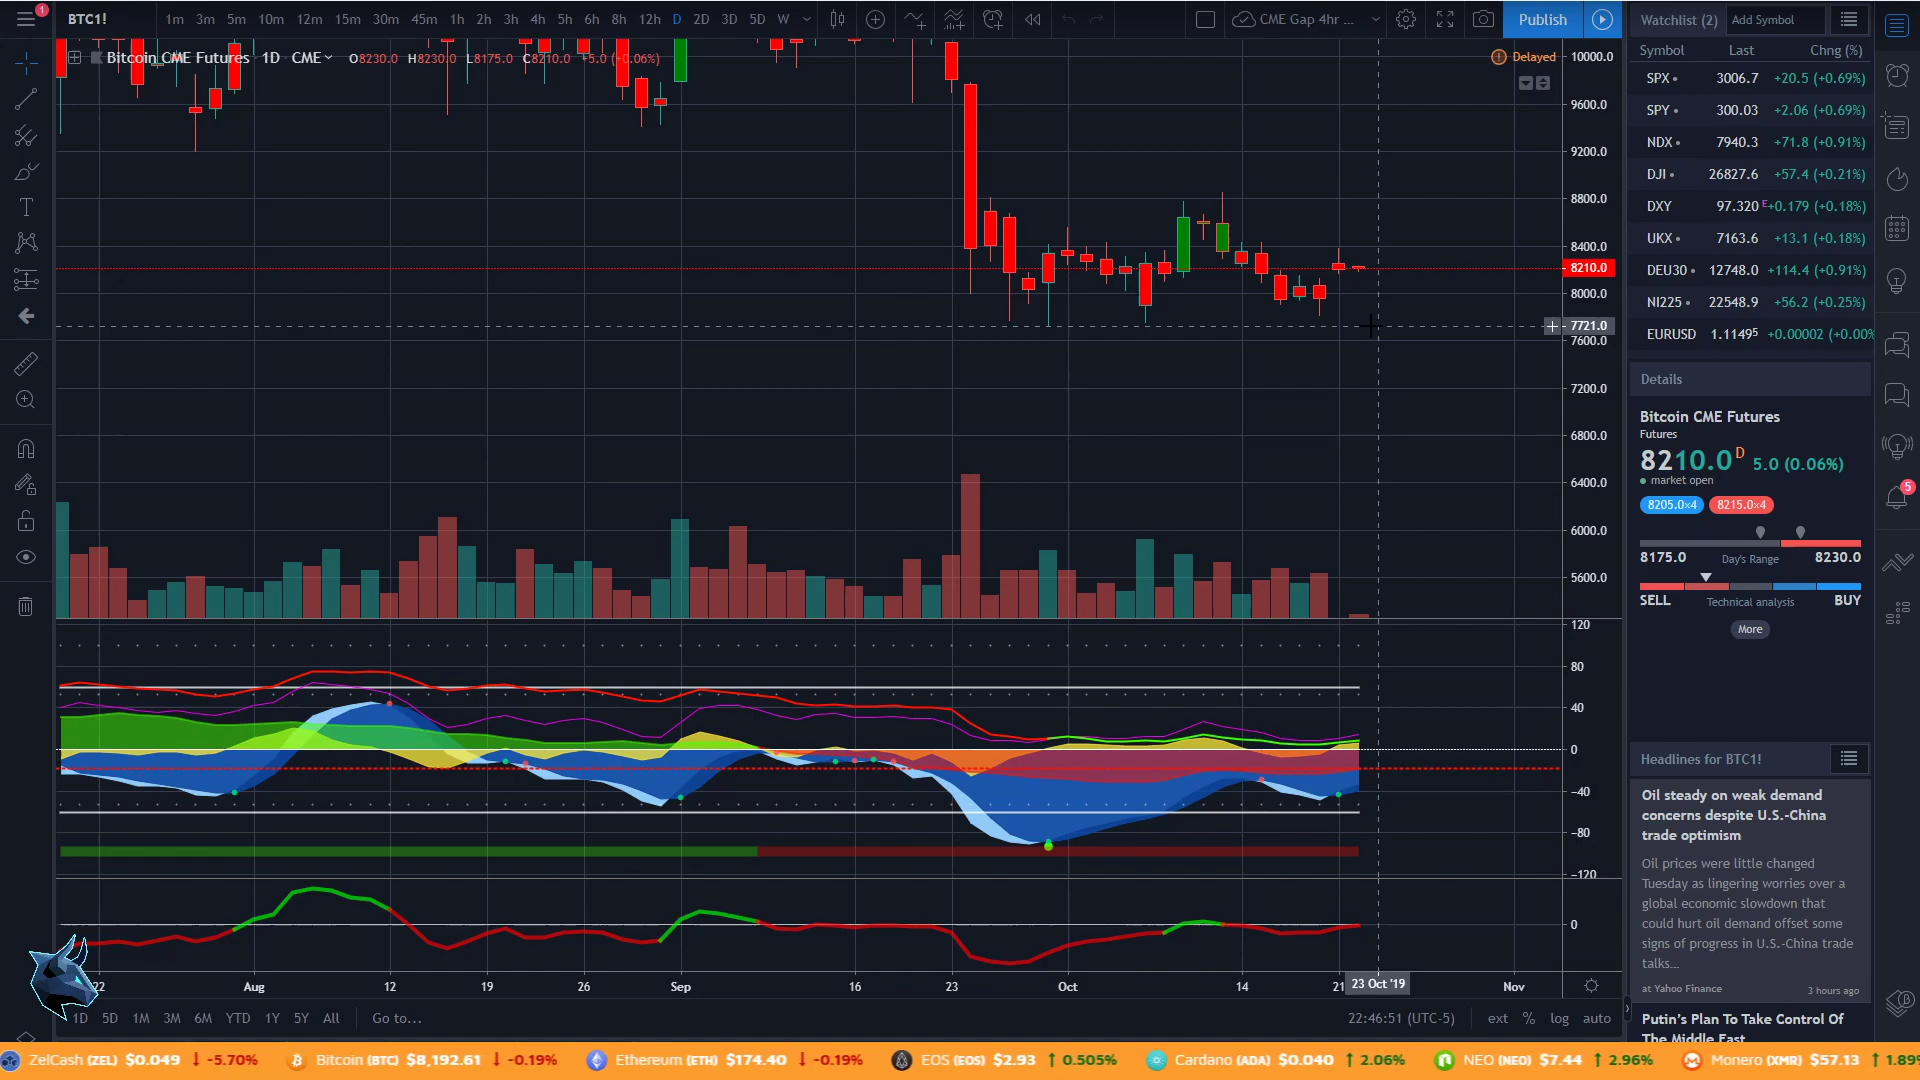 1
BTC1!
1m 3m 5m 10m 12m 15m 30m 45m 1h 2h 3h 4h 5h 6h 8h 12h D 2D 3D 5D W
CME Gap 4hr ...
Publish
Bitcoin CME Futures 1D CME
O8230.0 H8230.0 L8175.0 C8210.0 +5.0 (+0.06%)
Delayed
10000.0
9600.0
9200.0
8800.0
8400.0
8210.0
8000.0
7721.0
7600.0
7200.0
6800.0
6400.0
6000.0
5600.0
120
80
40
0
−40
−80
−120
0
22 Aug 12 19 26 Sep 16 23 Oct 14 21 23 Oct '19 Nov
1D 5D 1M 3M 6M YTD 1Y 5Y All Go to...
22:46:51 (UTC-5) ext % log auto
Watchlist (2) Add Symbol
Symbol Last Chng (%)
SPX 3006.7 +20.5 (+0.69%)
SPY 300.03 +2.06 (+0.69%)
NDX 7940.3 +71.8 (+0.91%)
DJI 26827.6 +57.4 (+0.21%)
DXY 97.320 E +0.179 (+0.18%)
UKX 7163.6 +13.1 (+0.18%)
DEU30 12748.0 +114.4 (+0.91%)
NI225 22548.9 +56.2 (+0.25%)
EURUSD 1.11495 +0.00002 (+0.00%
Details
Bitcoin CME Futures
Futures
8210.0 D 5.0 (0.06%)
market open
8205.0×4 8215.0×4
8175.0 Day's Range 8230.0
SELL Technical analysis BUY
More
5
Headlines for BTC1!
Oil steady on weak demand
concerns despite U.S.-China
trade optimism
Oil prices were little changed
Tuesday as lingering worries over a
global economic slowdown that
could hurt oil demand offset some
signs of progress in U.S.-China trade
talks...
at Yahoo Finance 3 hours ago
Putin's Plan To Take Control Of
The Middle East
ZelCash (ZEL) $0.049 ↓ -5.70% Bitcoin (BTC) $8,192.61 ↓ -0.19% Ethereum (ETH) $174.40 ↓ -0.19% EOS (EOS) $2.93 ↑ 0.505% Cardano (ADA) $0.040 ↑ 2.06% NEO (NEO) $7.44 ↑ 2.96% Monero (XMR) $57.13 ↑ 1.89%